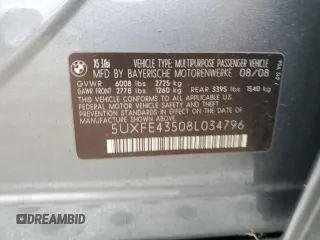 X5 3.0si VEHICLE TYPE: MULTIPURPOSE PASSENGER VEHICLE
MFD. BY BAYERISCHE MOTORENWERKE 08/08
GVWR 6008 lbs 2725 kg
GAWR FRONT 2778 lbs 1260 kg REAR 3395 lbs 1540 kg
THIS VEHICLE CONFORMS TO ALL APPLICABLE
FEDERAL MOTOR VEHICLE SAFETY AND THEFT
PREVENTION STANDARDS IN EFFECT ON THE
DATE OF MANUFACTURE SHOWN ABOVE.
5UXFE43508L034796
MADE IN
DREAMBID